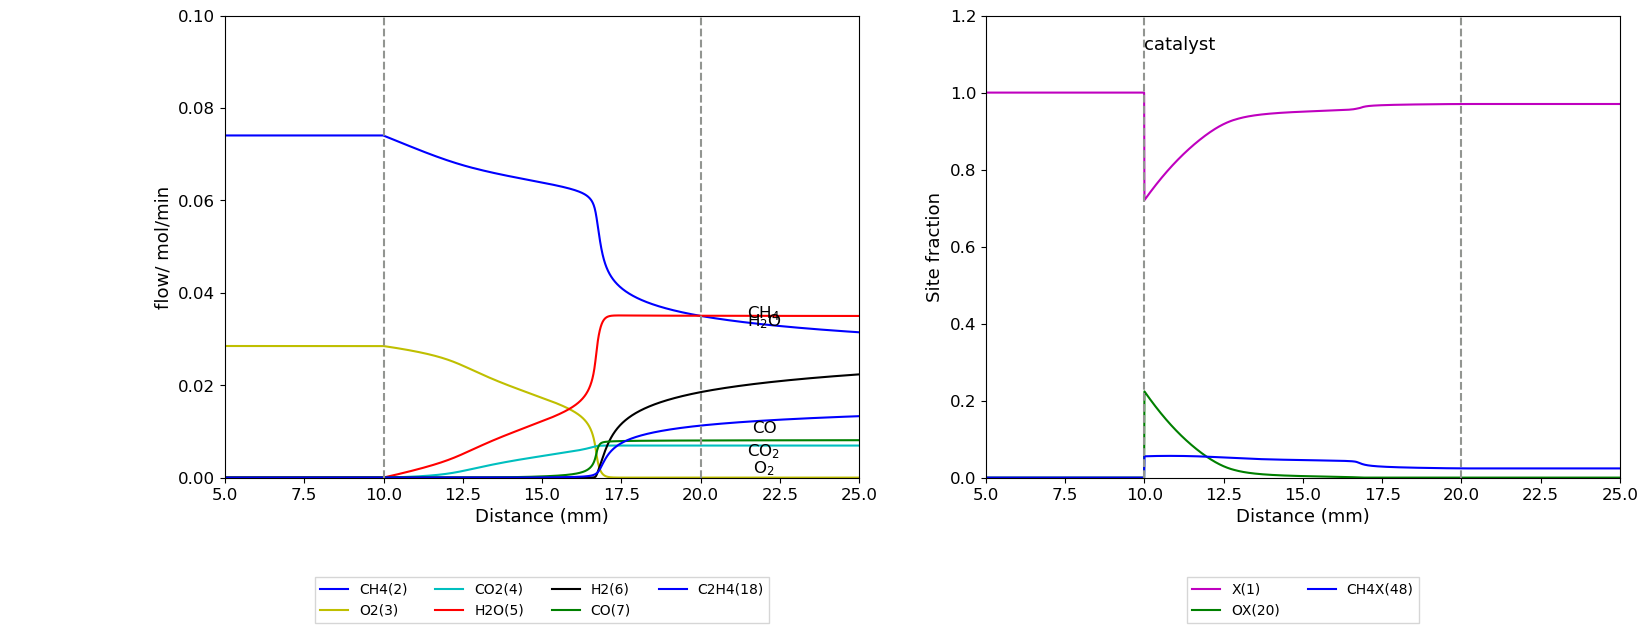 0.10
0.08
0.06
0.04
0.02
0.00
flow/ mol/min
5.0 7.5 10.0 12.5 15.0 17.5 20.0 22.5 25.0
Distance (mm)
CH₄
H₂O
CO
CO₂
O₂
CH4(2) CO2(4) H2(6) C2H4(18)
O2(3) H2O(5) CO(7)
1.2
1.0
0.8
0.6
0.4
0.2
0.0
Site fraction
catalyst
5.0 7.5 10.0 12.5 15.0 17.5 20.0 22.5 25.0
Distance (mm)
X(1) CH4X(48)
OX(20)